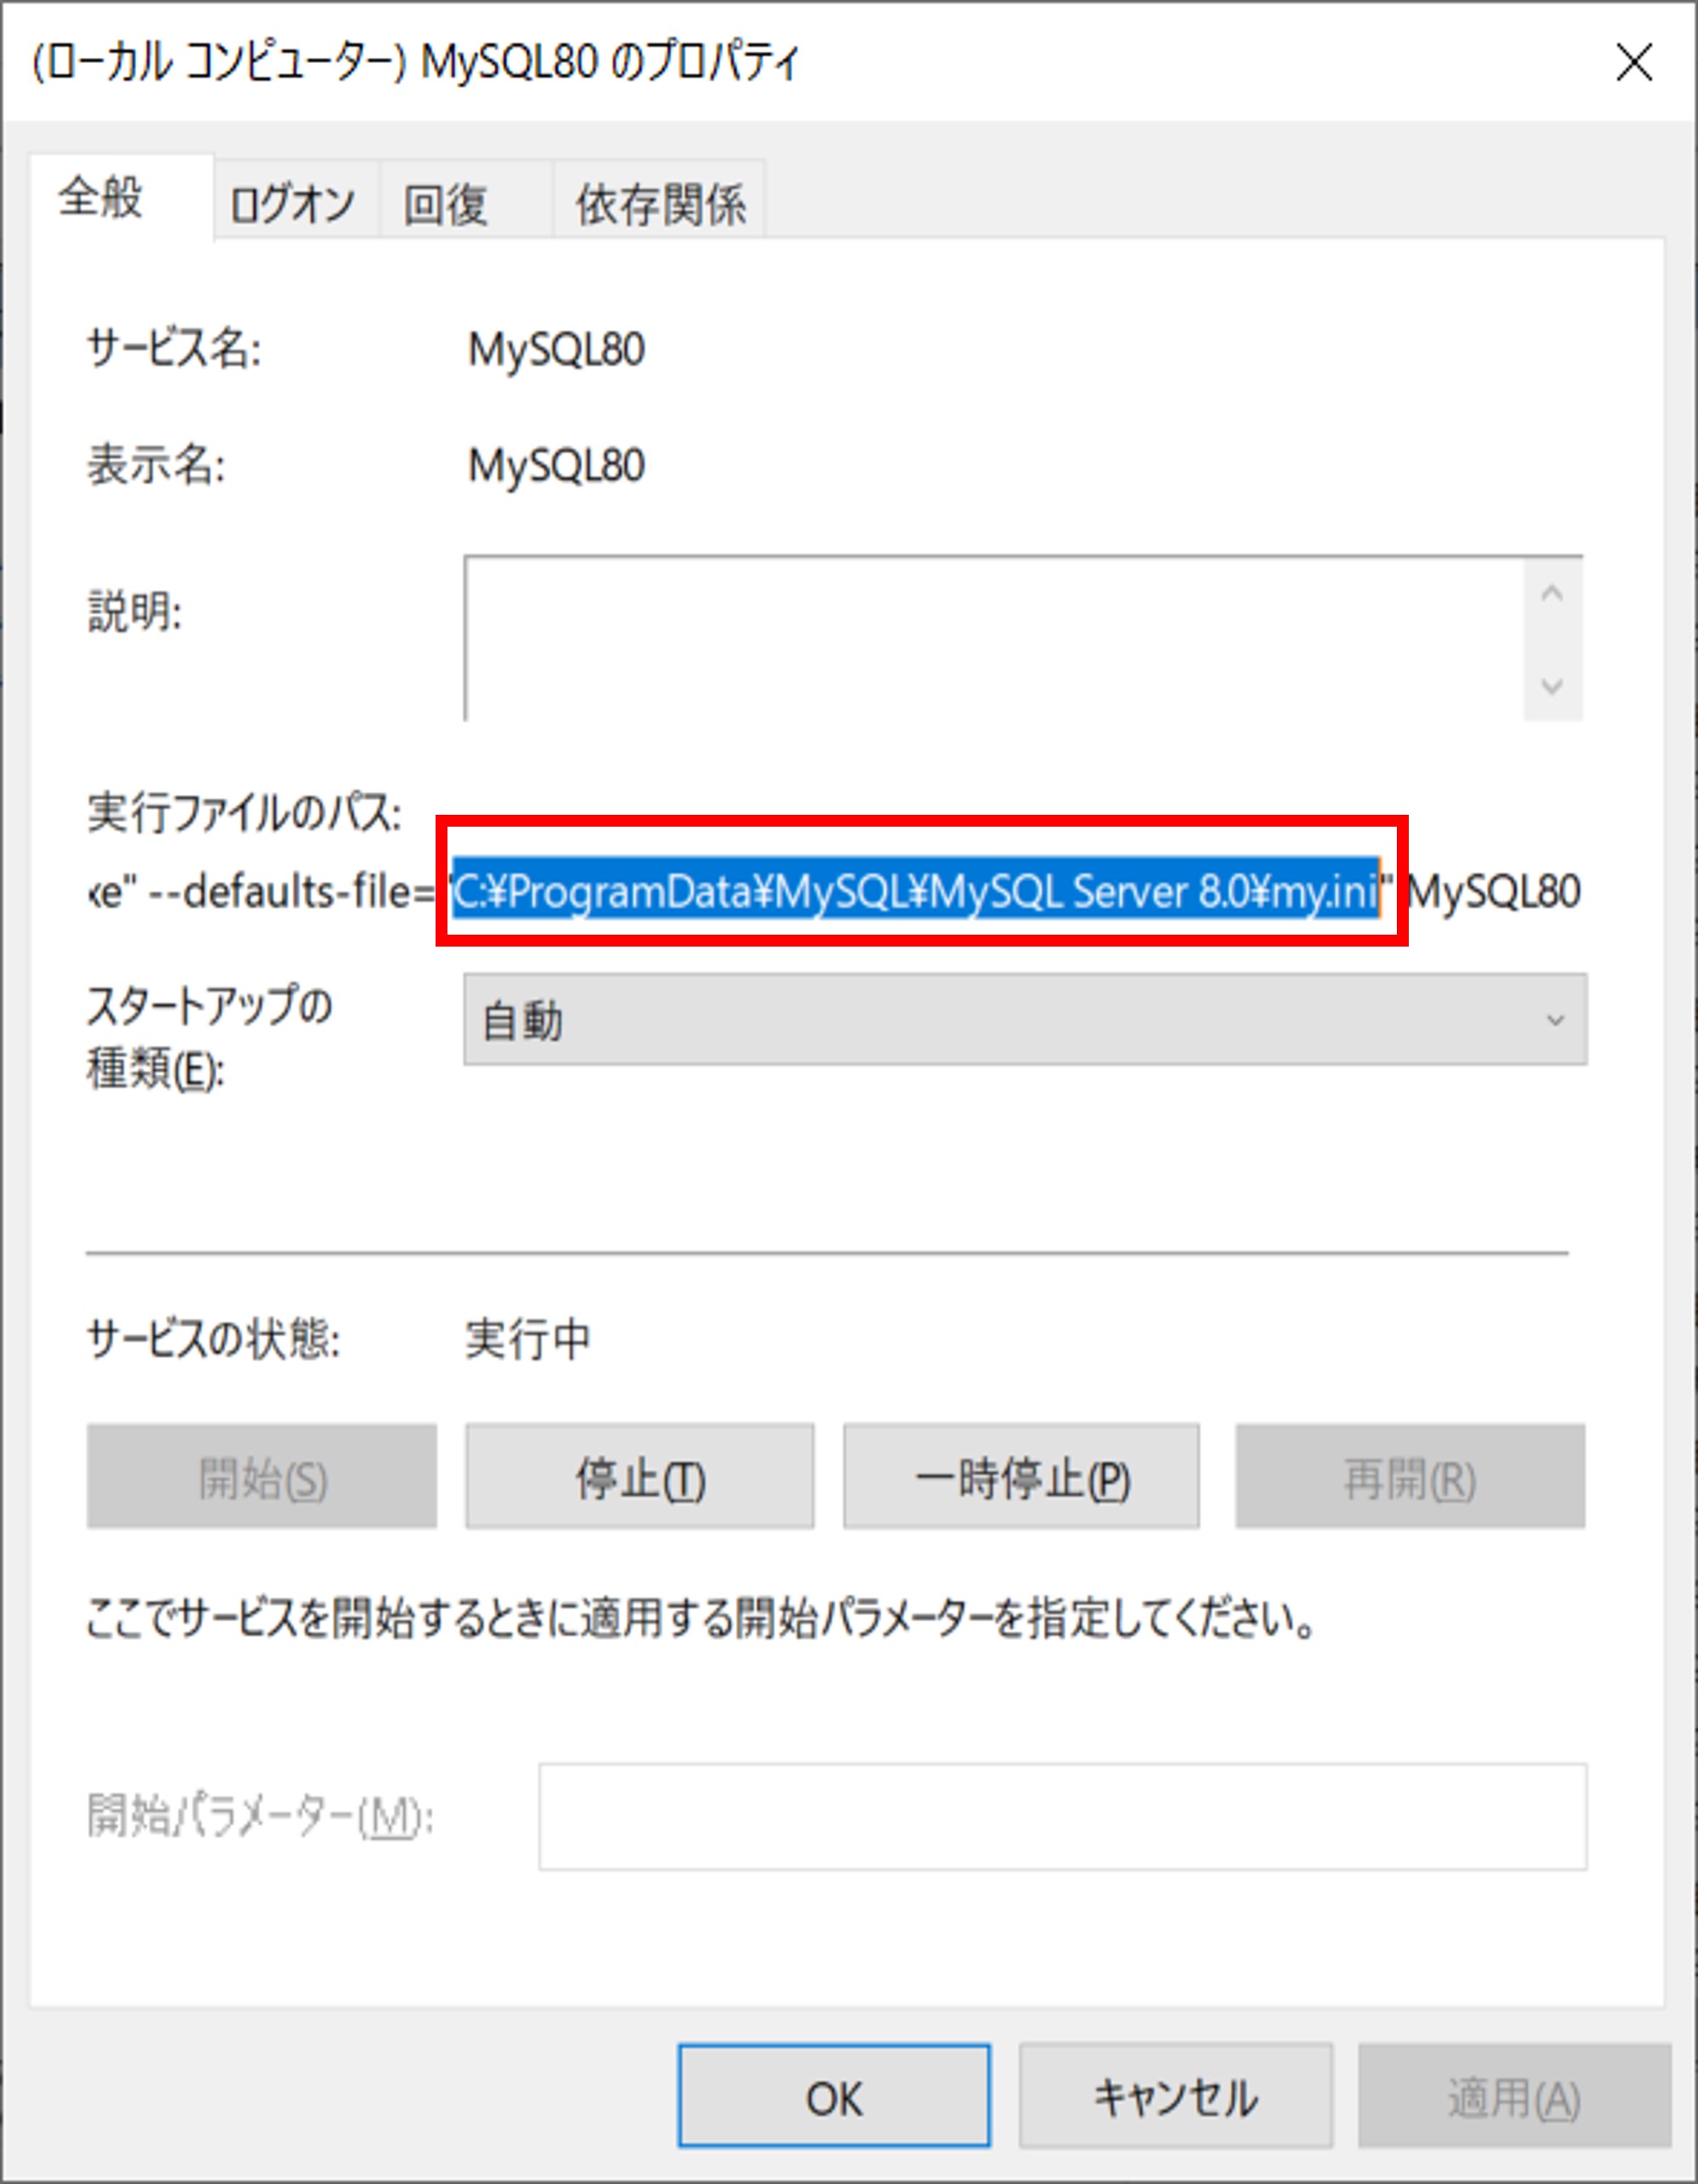 (ローカル コンピューター) MySQL80 のプロパティ
全般 ログオン 回復 依存関係
サービス名: MySQL80
表示名: MySQL80
説明:
実行ファイルのパス:
xe" --defaults-file="C:¥ProgramData¥MySQL¥MySQL Server 8.0¥my.ini" MySQL80
スタートアップの
種類(E): 自動
サービスの状態: 実行中
開始(S) 停止(T) 一時停止(P) 再開(R)
ここでサービスを開始するときに適用する開始パラメーターを指定してください。
開始パラメーター(M):
OK キャンセル 適用(A)